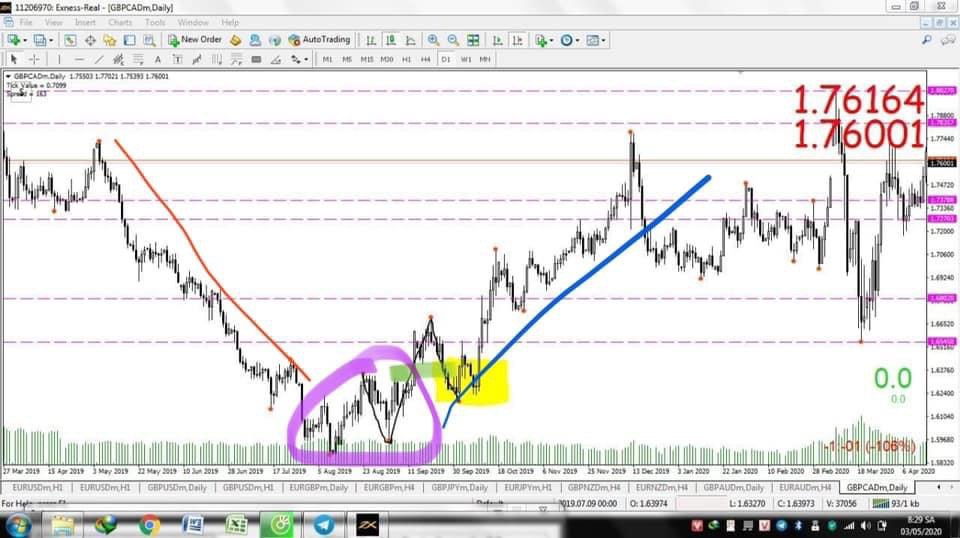 11206970: Exness-Real - [GBPCADm,Daily]
File View Insert Charts Tools Window Help
New Order AutoTrading
M1 M5 M15 M30 H1 H4 D1 W1 MN
GBPCADm,Daily 1.75503 1.77021 1.75393 1.76001
Tick Value = 0.7099
Spread = 163
1.76164
1.76001
1.80270
1.78800
1.77440
1.76001
1.74720
1.73789
1.73360
1.72703
1.72000
1.70600
1.69240
1.68020
1.66520
1.65160
1.63760
1.62400
1.61040
1.59680
1.58320
0.0
0.0
-1.-01 (-106%)
27 Mar 2019 15 Apr 2019 3 May 2019 22 May 2019 10 Jun 2019 28 Jun 2019 17 Jul 2019 5 Aug 2019 23 Aug 2019 11 Sep 2019 30 Sep 2019 18 Oct 2019 6 Nov 2019 25 Nov 2019 13 Dec 2019 3 Jan 2020 22 Jan 2020 10 Feb 2020 28 Feb 2020 18 Mar 2020 6 Apr 2020
EURUSDm,H1 EURUSDm,H1 GBPUSDm,Daily GBPUSDm,H1 EURGBPm,Daily EURGBPm,H4 GBPJPYm,Daily EURJPYm,H1 GBPNZDm,Daily EURNZDm,H4 GBPAUDm,Daily EURAUDm,H4 GBPCADm,Daily
For Help, press F1 Default 2019.07.09 00:00 O: 1.63974 L: 1.63270 C: 1.63973 V: 37056 93/1 kb
8:29 SA
03/05/2020